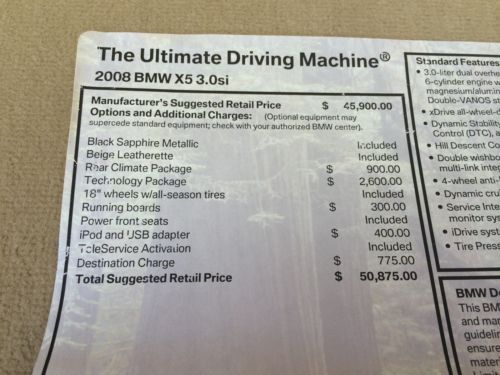 The Ultimate Driving Machine®
2008 BMW X5 3.0si
Manufacturer's Suggested Retail Price $ 45,900.00
Options and Additional Charges: (Optional equipment may
supercede standard equipment; check with your authorized BMW center).
Black Sapphire Metallic Included
Beige Leatherette Included
Rear Climate Package $ 900.00
Technology Package $ 2,600.00
18" wheels w/all-season tires Included
Running boards $ 300.00
Power front seats Included
iPod and USB adapter $ 400.00
TeleService Activation Included
Destination Charge $ 775.00
Total Suggested Retail Price $ 50,875.00
Standard Features
• 3.0-liter dual overhe
6-cylinder engine w
magnesium/alumin
Double-VANOS s
• xDrive all-wheel-d
• Dynamic Stability
Control (DTC), a
• Hill Descent Co
• Double wishbo
multi-link integ
• 4-wheel anti-l
• Dynamic cru
• Service Inte
monitor syst
• iDrive syst
• Tire Press
BMW De
This BM
and mar
guidelin
ensure
mater